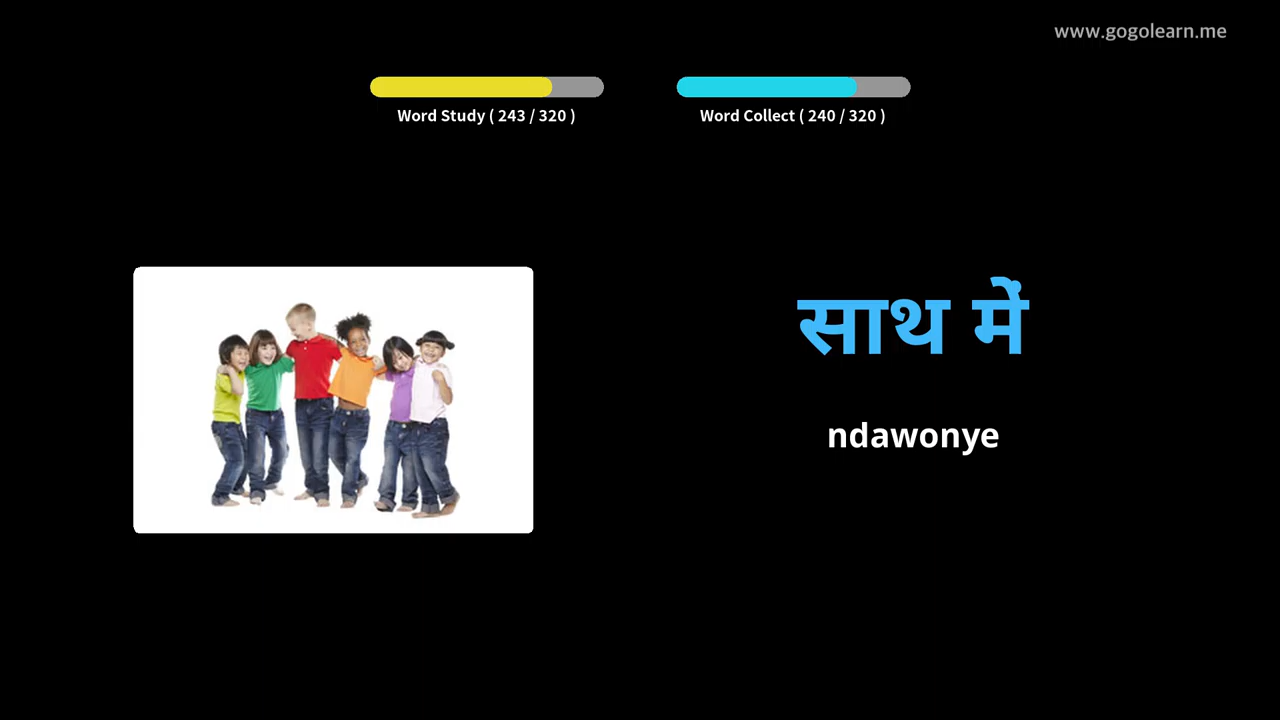 www.gogolearn.me
Word Study ( 243 / 320 )
Word Collect ( 240 / 320 )
साथ में
ndawonye